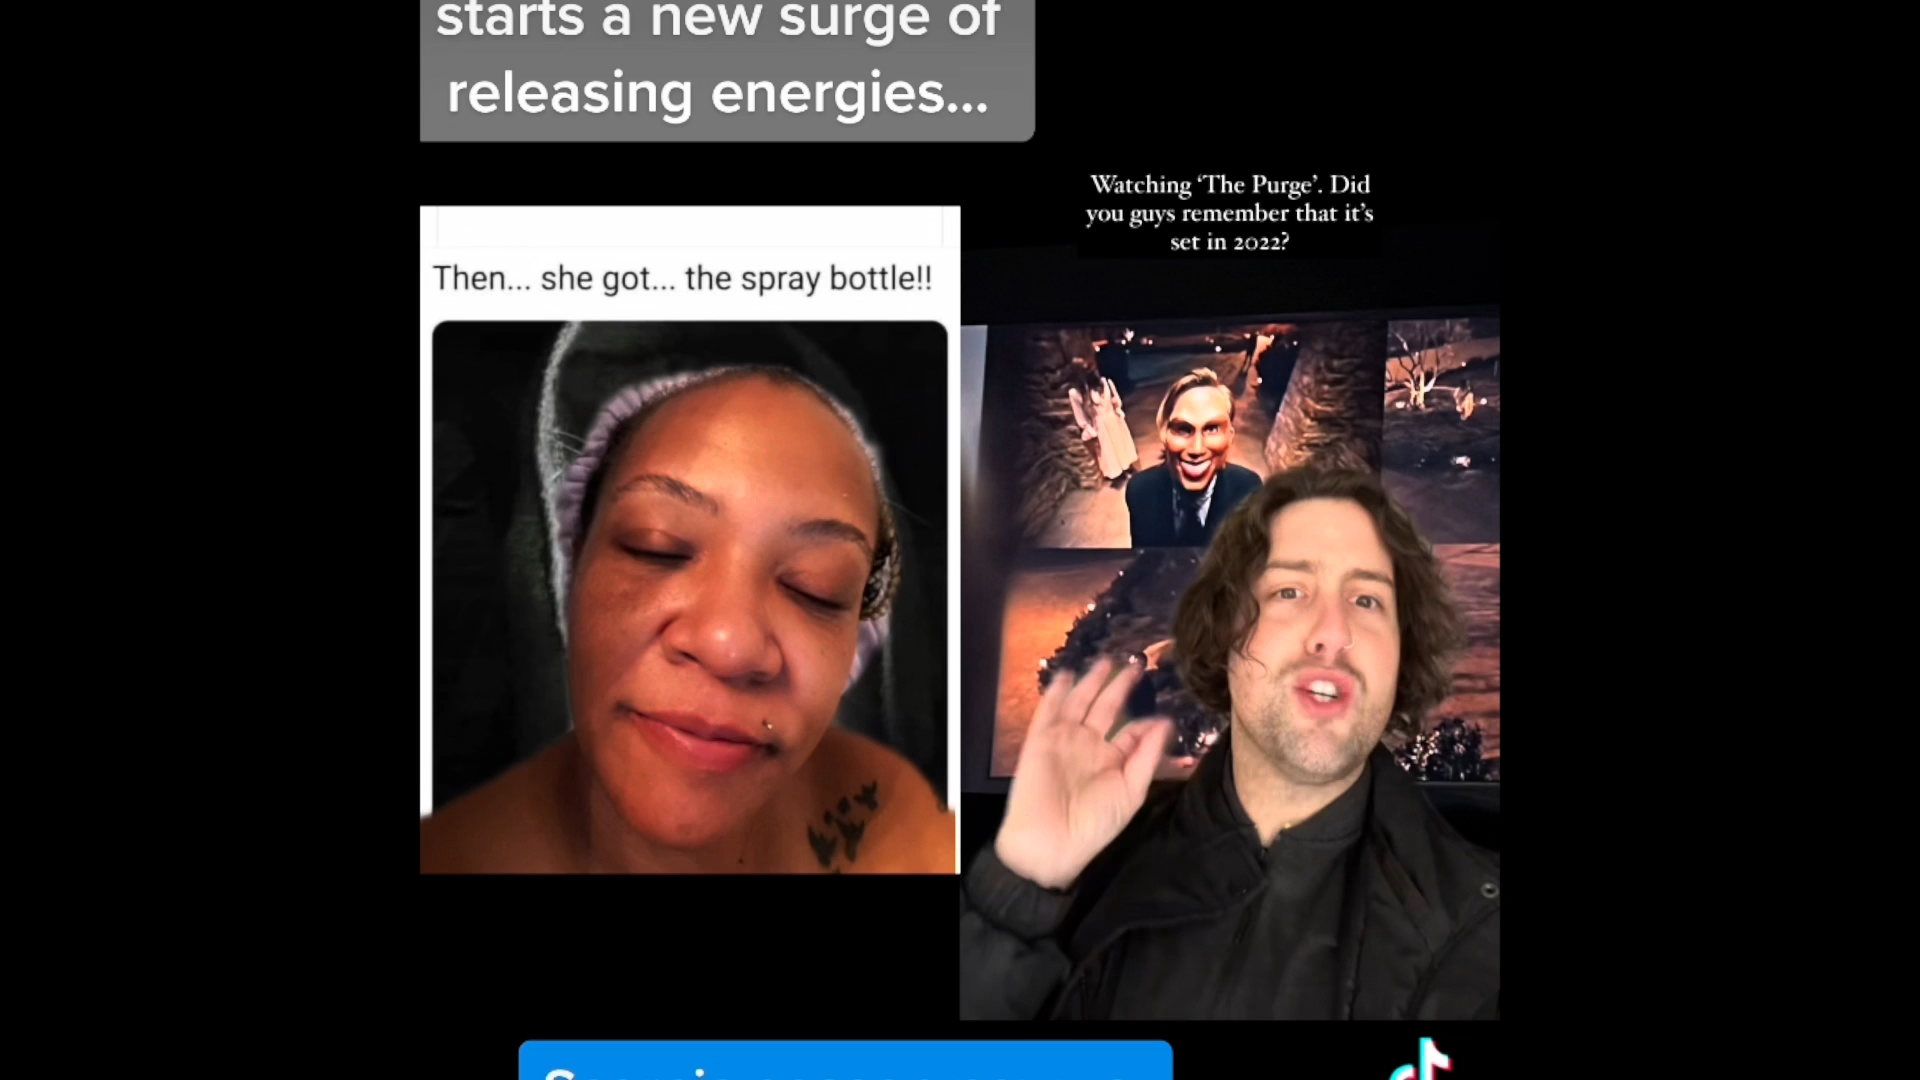 starts a new surge of
releasing energies...
Watching ‘The Purge’. Did
you guys remember that it’s
set in 2022?
Then... she got... the spray bottle!!